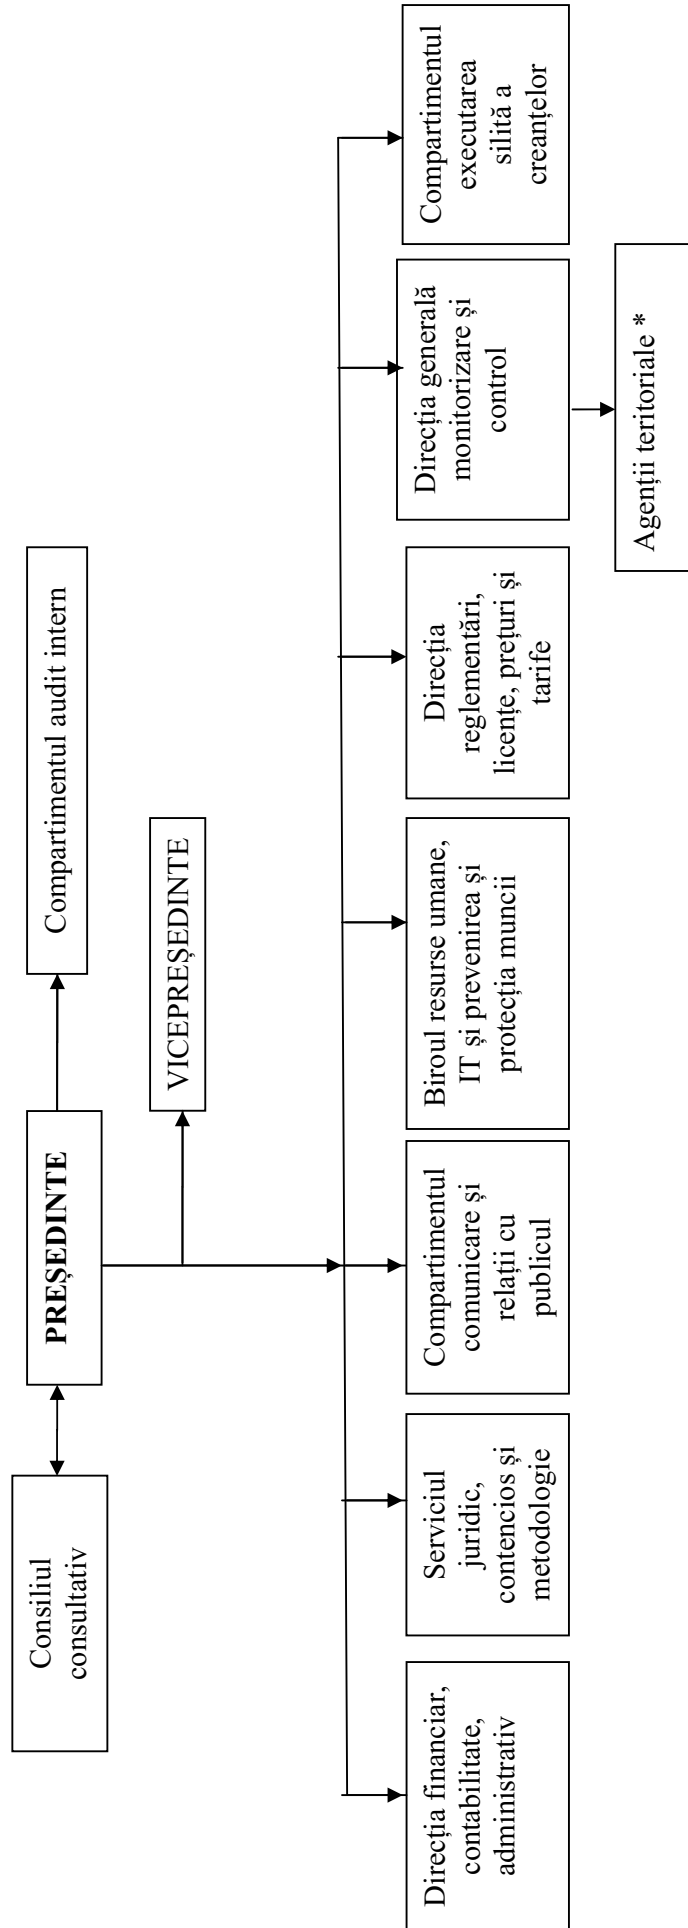 Consiliul
consultativ
PREȘEDINTE
Compartimentul audit intern
VICEPREȘEDINTE
Direcția financiar,
contabilitate,
administrativ
Serviciul
juridic,
contencios și
metodologie
Compartimentul
comunicare și
relații cu
publicul
Biroul resurse umane,
IT și prevenirea și
protecția muncii
Direcția
reglementări,
licențe, prețuri și
tarife
Direcția generală
monitorizare și
control
Compartimentul
executarea
silită a
creanțelor
Agenții teritoriale *